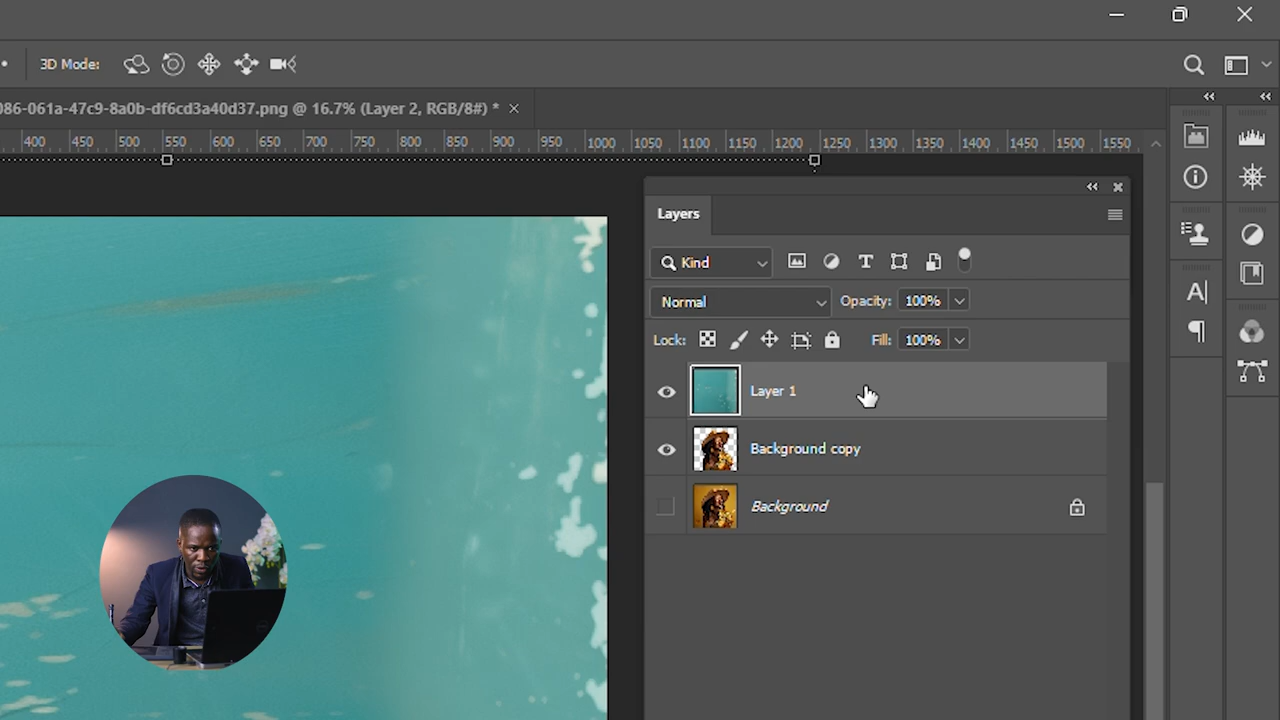 3D Mode:
086-061a-47c9-8a0b-df6cd3a40d37.png @ 16.7% (Layer 2, RGB/8#) *
400 450 500 550 600 650 700 750 800 850 900 950 1000 1050 1100 1150 1200 1250 1300 1350 1400 1450 1500 1550
Layers
Kind
Normal Opacity: 100%
Lock: Fill: 100%
Layer 1
Background copy
Background